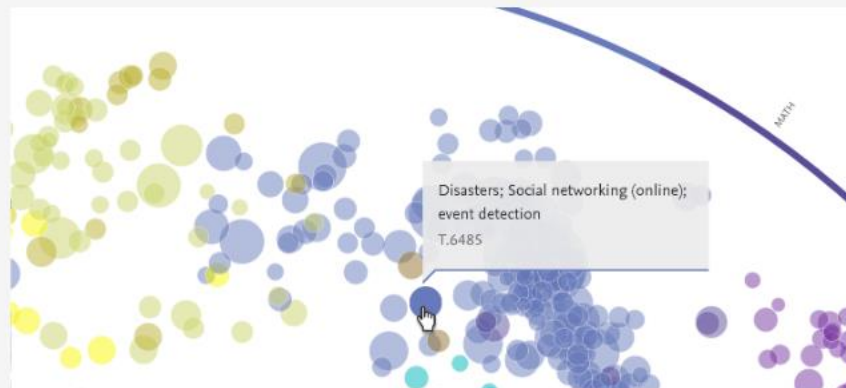 MATH
Disasters; Social networking (online);
event detection
T.6485